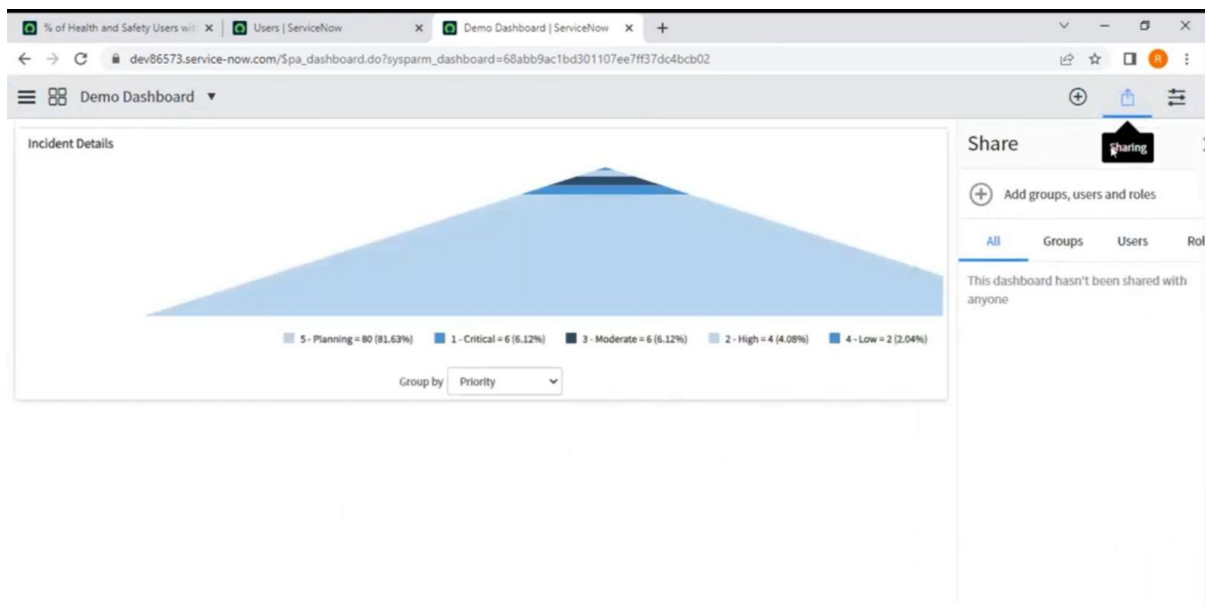 % of Health and Safety Users wit
Users | ServiceNow
Demo Dashboard | ServiceNow
dev86573.service-now.com/$pa_dashboard.do?sysparm_dashboard=68abb9ac1bd301107ee7ff37dc4bcb02
R
Demo Dashboard
Incident Details
Share
Sharing
Add groups, users and roles
All Groups Users Rol
This dashboard hasn't been shared with
anyone
5 - Planning = 80 (81.63%) 1 - Critical = 6 (6.12%) 3 - Moderate = 6 (6.12%) 2 - High = 4 (4.08%) 4 - Low = 2 (2.04%)
Group by Priority